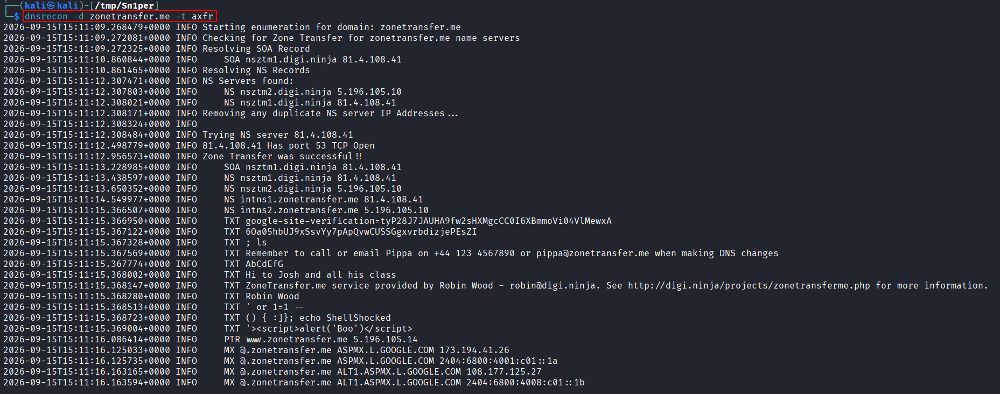 ┌──(kali㉿kali)-[/tmp/Sn1per]
└─$ dnsrecon -d zonetransfer.me -t axfr
2026-09-15T15:11:09.268479+0000 INFO Starting enumeration for domain: zonetransfer.me
2026-09-15T15:11:09.272081+0000 INFO Checking for Zone Transfer for zonetransfer.me name servers
2026-09-15T15:11:09.272325+0000 INFO Resolving SOA Record
2026-09-15T15:11:10.860844+0000 INFO     SOA nsztm1.digi.ninja 81.4.108.41
2026-09-15T15:11:10.861465+0000 INFO Resolving NS Records
2026-09-15T15:11:12.307471+0000 INFO NS Servers found:
2026-09-15T15:11:12.307803+0000 INFO     NS nsztm2.digi.ninja 5.196.105.10
2026-09-15T15:11:12.308021+0000 INFO     NS nsztm1.digi.ninja 81.4.108.41
2026-09-15T15:11:12.308171+0000 INFO Removing any duplicate NS server IP Addresses...
2026-09-15T15:11:12.308324+0000 INFO
2026-09-15T15:11:12.308484+0000 INFO Trying NS server 81.4.108.41
2026-09-15T15:11:12.498779+0000 INFO 81.4.108.41 Has port 53 TCP Open
2026-09-15T15:11:12.956573+0000 INFO Zone Transfer was successful!!
2026-09-15T15:11:13.228985+0000 INFO     SOA nsztm1.digi.ninja 81.4.108.41
2026-09-15T15:11:13.438597+0000 INFO     NS nsztm1.digi.ninja 81.4.108.41
2026-09-15T15:11:13.650352+0000 INFO     NS nsztm2.digi.ninja 5.196.105.10
2026-09-15T15:11:14.549977+0000 INFO     NS intns1.zonetransfer.me 81.4.108.41
2026-09-15T15:11:15.366507+0000 INFO     NS intns2.zonetransfer.me 5.196.105.10
2026-09-15T15:11:15.366950+0000 INFO     TXT google-site-verification=tyP28J7JAUHA9fw2sHXMgcCC0I6XBmmoVi04VlMewxA
2026-09-15T15:11:15.367122+0000 INFO     TXT 6Oa05hbUJ9xSsvYy7pApQvwCUSSGgxvrbdizjePEsZI
2026-09-15T15:11:15.367328+0000 INFO     TXT ; ls
2026-09-15T15:11:15.367569+0000 INFO     TXT Remember to call or email Pippa on +44 123 4567890 or pippa@zonetransfer.me when making DNS changes
2026-09-15T15:11:15.367774+0000 INFO     TXT AbCdEfG
2026-09-15T15:11:15.368002+0000 INFO     TXT Hi to Josh and all his class
2026-09-15T15:11:15.368147+0000 INFO     TXT ZoneTransfer.me service provided by Robin Wood - robin@digi.ninja. See http://digi.ninja/projects/zonetransferme.php for more information.
2026-09-15T15:11:15.368280+0000 INFO     TXT Robin Wood
2026-09-15T15:11:15.368513+0000 INFO     TXT ' or 1=1 --
2026-09-15T15:11:15.368723+0000 INFO     TXT () { :]}; echo ShellShocked
2026-09-15T15:11:15.369004+0000 INFO     TXT '><script>alert('Boo')</script>
2026-09-15T15:11:16.086414+0000 INFO     PTR www.zonetransfer.me 5.196.105.14
2026-09-15T15:11:16.125033+0000 INFO     MX @.zonetransfer.me ASPMX.L.GOOGLE.COM 173.194.41.26
2026-09-15T15:11:16.125735+0000 INFO     MX @.zonetransfer.me ASPMX.L.GOOGLE.COM 2404:6800:4001:c01::1a
2026-09-15T15:11:16.163165+0000 INFO     MX @.zonetransfer.me ALT1.ASPMX.L.GOOGLE.COM 108.177.125.27
2026-09-15T15:11:16.163594+0000 INFO     MX @.zonetransfer.me ALT1.ASPMX.L.GOOGLE.COM 2404:6800:4008:c01::1b